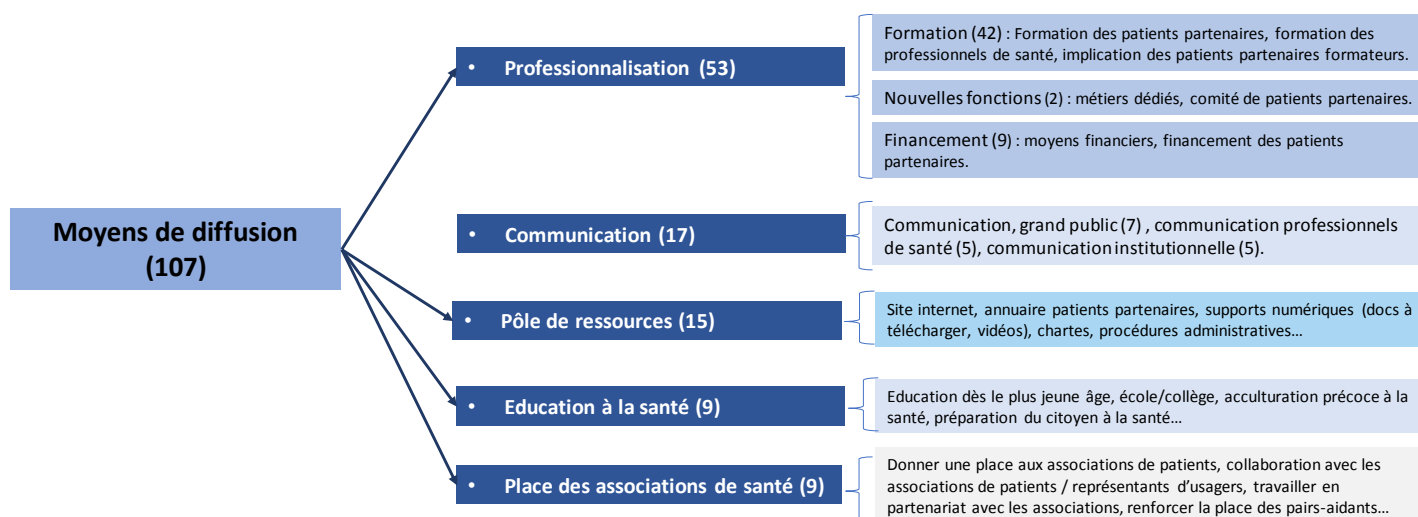 Moyens de diffusion
(107)
• Professionnalisation (53)
Formation (42) : Formation des patients partenaires, formation des
professionnels de santé, implication des patients partenaires formateurs.
Nouvelles fonctions (2) : métiers dédiés, comité de patients partenaires.
Financement (9) : moyens financiers, financement des patients
partenaires.
• Communication (17)
Communication, grand public (7) , communication professionnels
de santé (5), communication institutionnelle (5).
• Pôle de ressources (15)
Site internet, annuaire patients partenaires, supports numériques (docs à
télécharger, vidéos), chartes, procédures administratives…
• Education à la santé (9)
Education dès le plus jeune âge, école/collège, acculturation précoce à la
santé, préparation du citoyen à la santé…
• Place des associations de santé (9)
Donner une place aux associations de patients, collaboration avec les
associations de patients / représentants d’usagers, travailler en
partenariat avec les associations, renforcer la place des pairs-aidants…